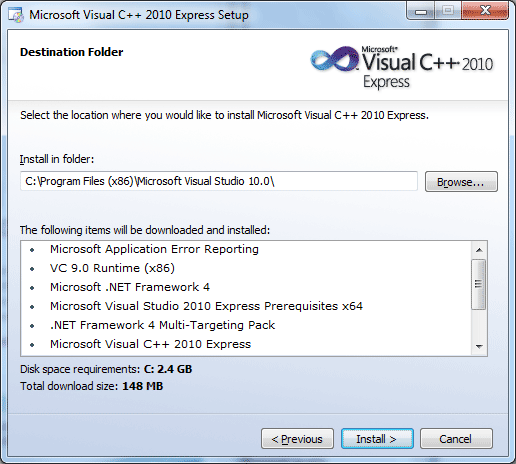 Microsoft Visual C++ 2010 Express Setup
Destination Folder
Microsoft®
Visual C++ 2010
Express
Select the location where you would like to install Microsoft Visual C++ 2010 Express.
Install in folder:
C:\Program Files (x86)\Microsoft Visual Studio 10.0\
Browse...
The following items will be downloaded and installed:
• Microsoft Application Error Reporting
• VC 9.0 Runtime (x86)
• Microsoft .NET Framework 4
• Microsoft Visual Studio 2010 Express Prerequisites x64
• .NET Framework 4 Multi-Targeting Pack
• Microsoft Visual C++ 2010 Express
Disk space requirements: C: 2.4 GB
Total download size: 148 MB
< Previous Install > Cancel